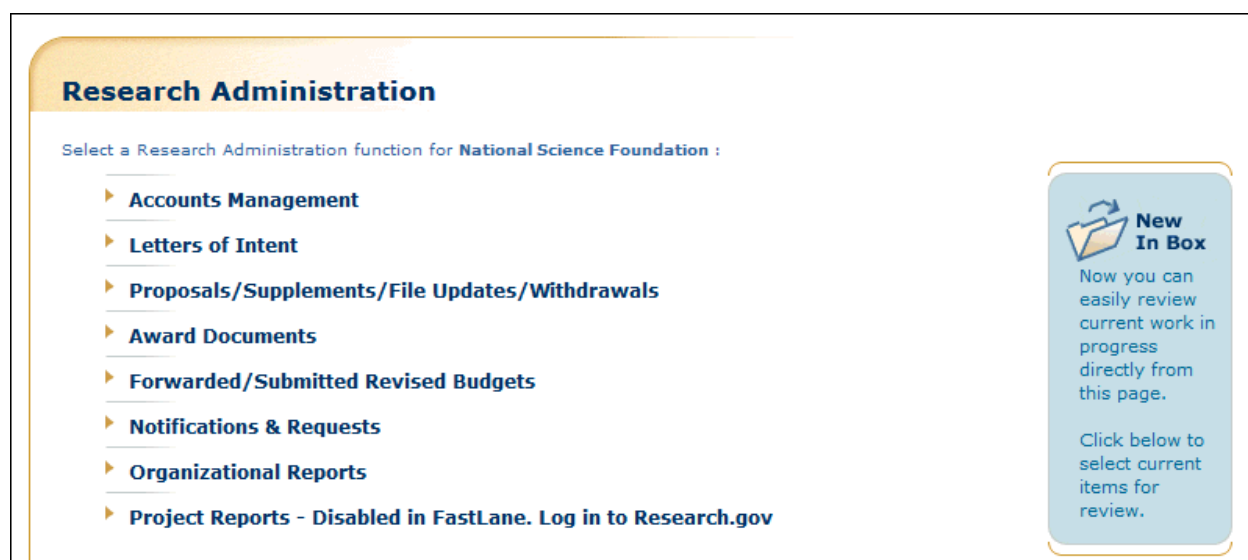 Research Administration
Select a Research Administration function for National Science Foundation :
Accounts Management
Letters of Intent
Proposals/Supplements/File Updates/Withdrawals
Award Documents
Forwarded/Submitted Revised Budgets
Notifications & Requests
Organizational Reports
Project Reports - Disabled in FastLane. Log in to Research.gov
New
In Box
Now you can
easily review
current work in
progress
directly from
this page.
Click below to
select current
items for
review.